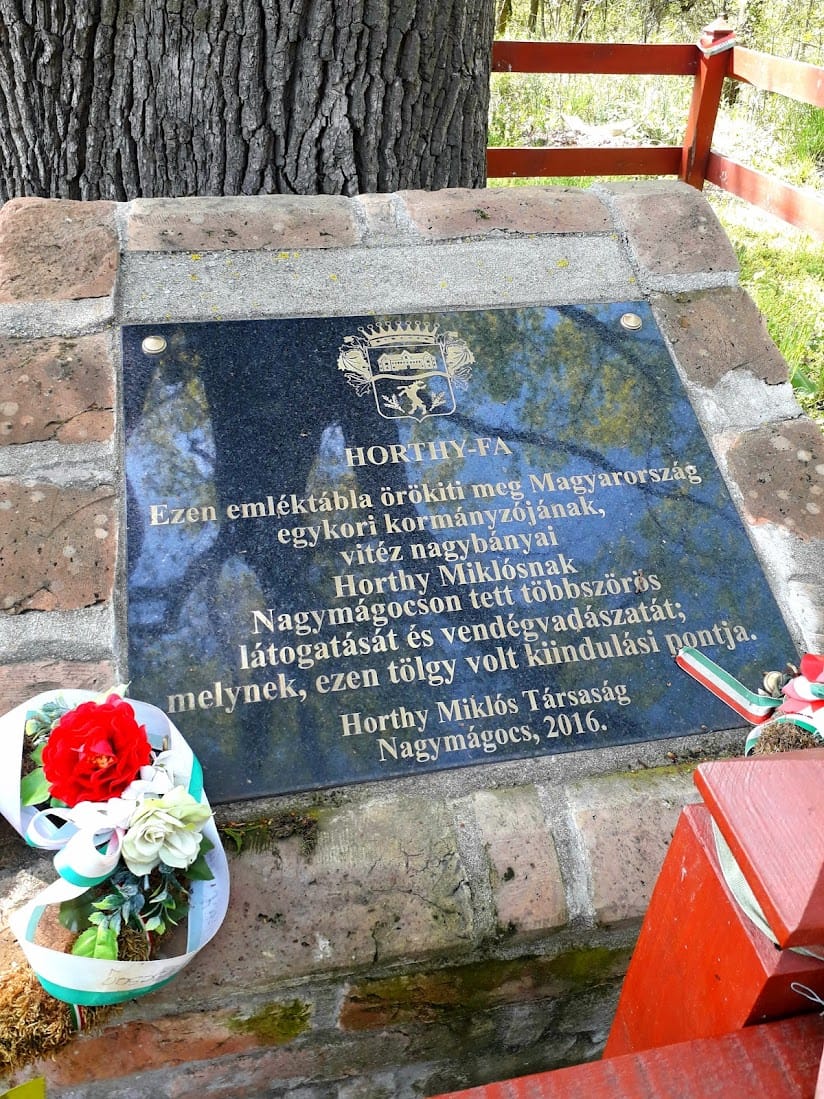 HORTHY-FA
Ezen emléktábla örökiti meg Magyarország
egykori kormányzójának,
vitéz nagybányai
Horthy Miklósnak
Nagymágocson tett többszörös
látogatását és vendégvadászatát;
melynek, ezen tölgy volt kiindulási pontja.
Horthy Miklós Társaság
Nagymágocs, 2016.